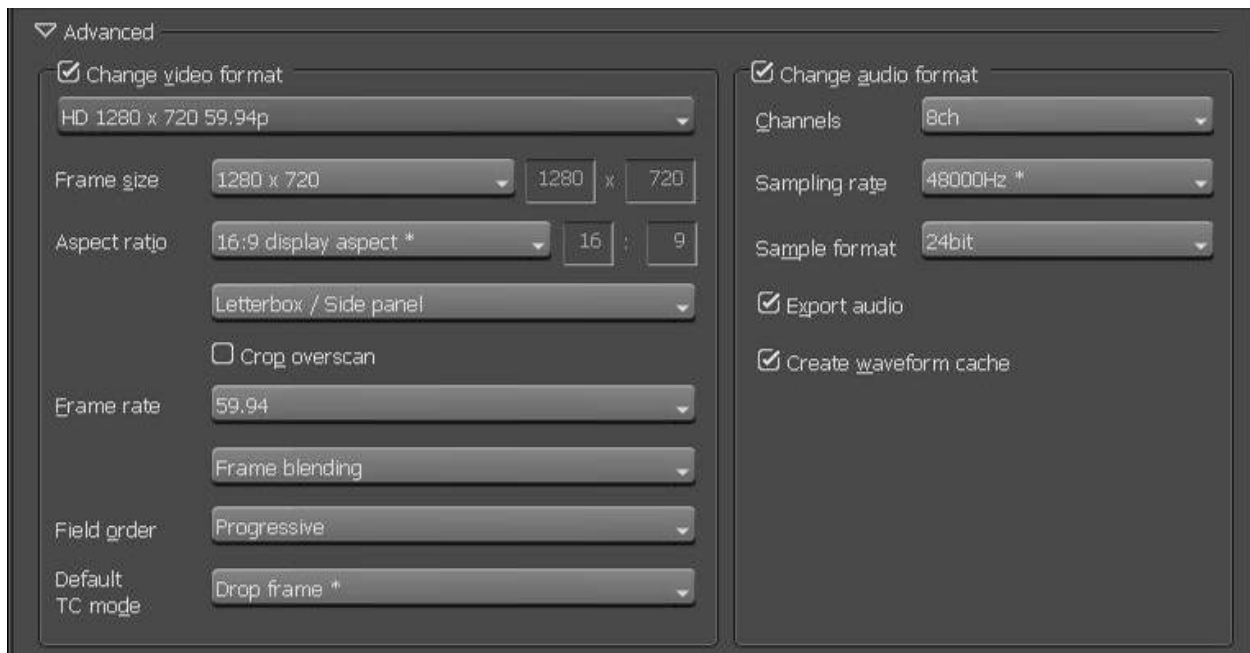 Advanced
Change video format
HD 1280 x 720 59.94p
Frame size 1280 x 720 1280 x 720
Aspect ratio 16:9 display aspect * 16 : 9
Letterbox / Side panel
Crop overscan
Frame rate 59.94
Frame blending
Field order Progressive
Default
TC mode Drop frame *
Change audio format
Channels 8ch
Sampling rate 48000Hz *
Sample format 24bit
Export audio
Create waveform cache